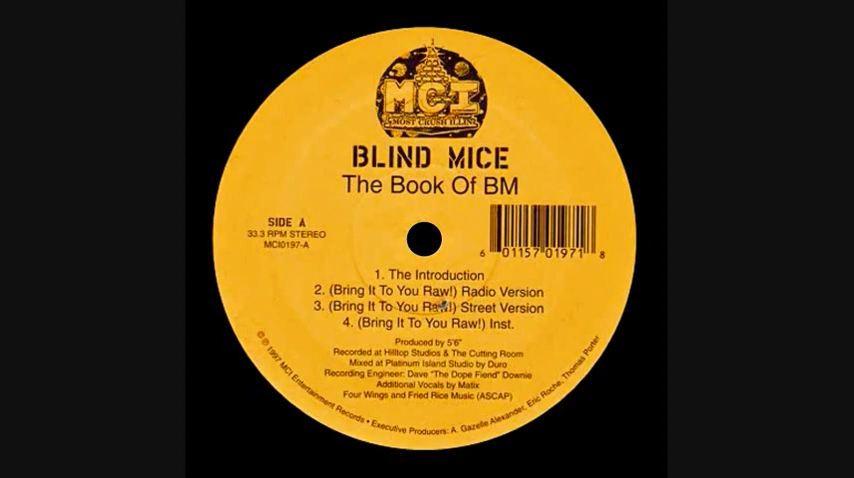 MCI
MOST CRUSH ILLIN
BLIND MICE
The Book Of BM
SIDE A
33.3 RPM STEREO
MCI0197-A
6 01157 01971 8
1. The Introduction
2. (Bring It To You Raw!) Radio Version
3. (Bring It To You Raw!) Street Version
4. (Bring It To You Raw!) Inst.
Produced by 5'6"
Recorded at Hilltop Studios & The Cutting Room
Mixed at Platinum Island Studio by Duro
Recording Engineer: Dave "The Dope Fiend" Downie
Additional Vocals by Matix
Four Wings and Fried Rice Music (ASCAP)
© ℗ 1997 MCI Entertainment Records • Executive Producers: A. Gazelle Alexander, Eric Roche, Thomas Porter